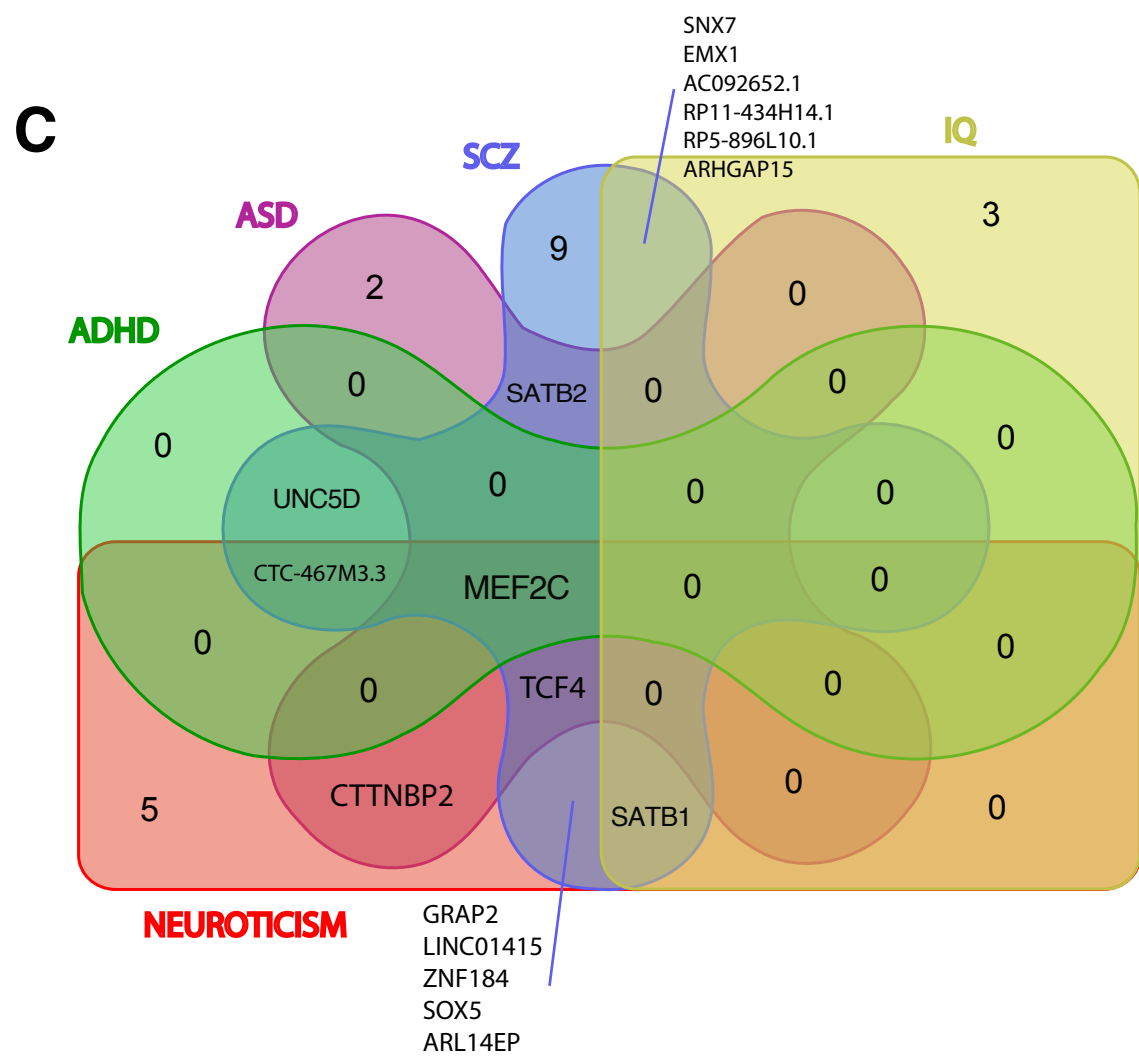 SNX7
EMX1
AC092652.1
RP11-434H14.1
RP5-896L10.1
ARHGAP15
C
SCZ
IQ
ASD
ADHD
3
9
2
0
0
0
SATB2
0
0
0
UNC5D
0
0
0
CTC-467M3.3
MEF2C
0
0
0
0
0
TCF4
0
0
5
CTTNBP2
SATB1
0
0
NEUROTICISM
GRAP2
LINC01415
ZNF184
SOX5
ARL14EP